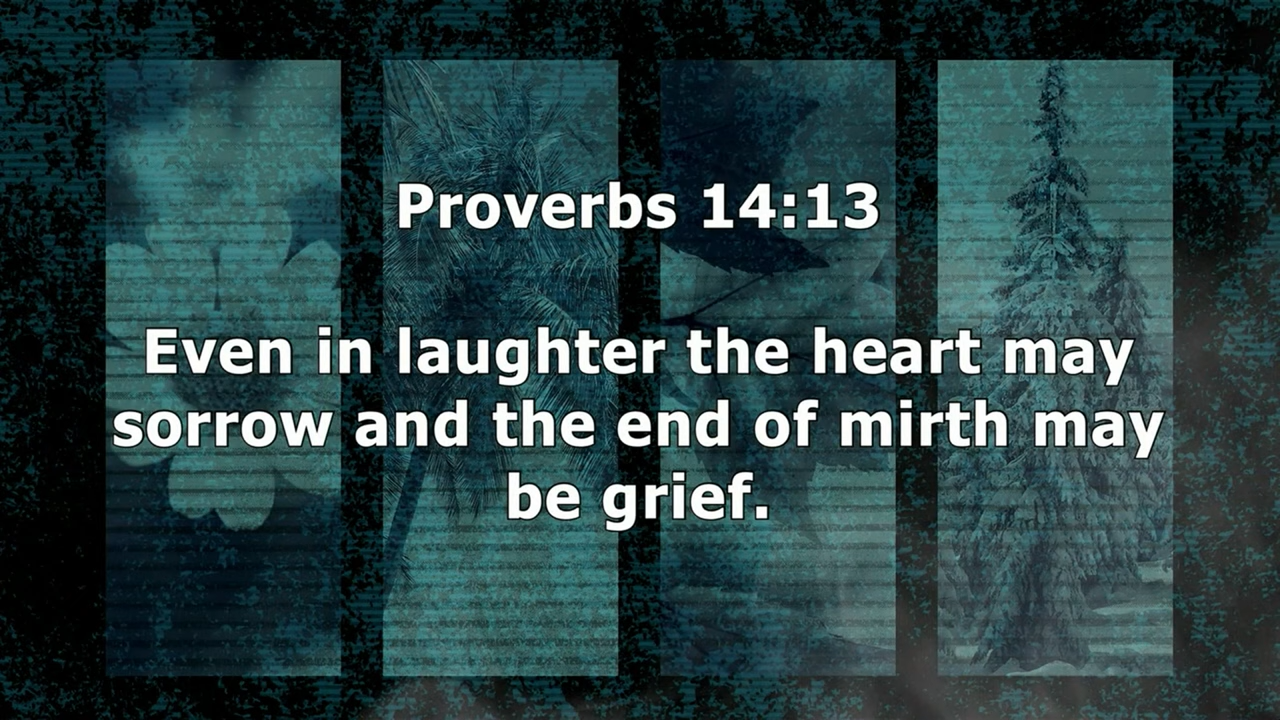 Proverbs 14:13
Even in laughter the heart may
sorrow and the end of mirth may
be grief.